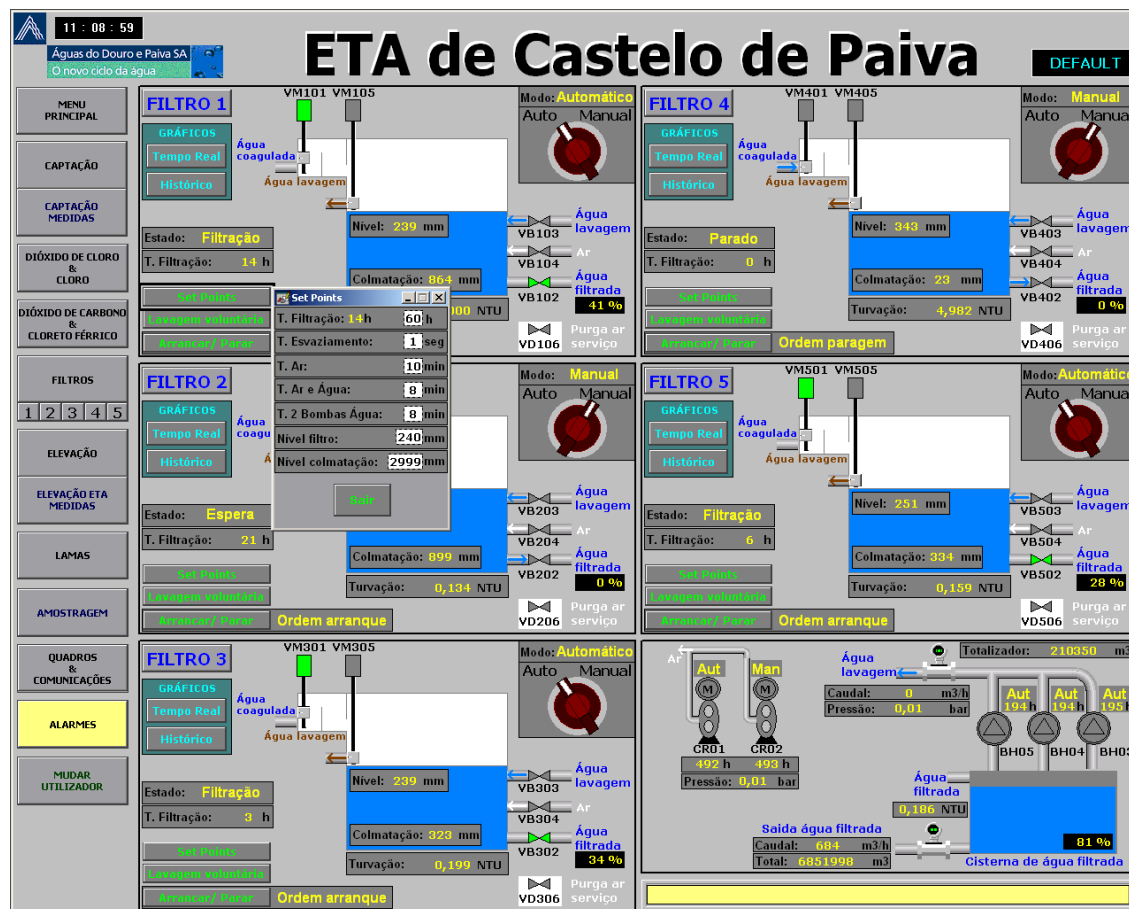 11 : 08 : 59
Águas do Douro e Paiva SA
O novo ciclo da água
ETA de Castelo de Paiva
DEFAULT
MENU
PRINCIPAL
CAPTAÇÃO
CAPTAÇÃO
MEDIDAS
DIÓXIDO DE CLORO
&
CLORO
DIÓXIDO DE CARBONO
&
CLORETO FÉRRICO
FILTROS
1 2 3 4 5
ELEVAÇÃO
ELEVAÇÃO ETA
MEDIDAS
LAMAS
AMOSTRAGEM
QUADROS
&
COMUNICAÇÕES
ALARMES
MUDAR
UTILIZADOR
FILTRO 1
VM101 VM105
Modo: Automático
Auto Manual
GRÁFICOS
Tempo Real
Histórico
Água
coagulada
Água lavagem
Estado: Filtração
T. Filtração: 14 h
Nível: 239 mm
Colmatação: 864 mm
000 NTU
Água
lavagem
VB103
Ar
VB104
Água
filtrada
VB102
41 %
Purga ar
VD106 serviço
Set Points
Lavagem voluntária
Arrancar/ Parar
Set Points
T. Filtração: 14h 60 h
T. Esvaziamento: 1 seg
T. Ar: 10 min
T. Ar e Água: 8 min
T. 2 Bombas Água: 8 min
Nível filtro: 240 mm
Nível colmatação: 2999 mm
Sair
FILTRO 2
Modo: Manual
Auto Manual
GRÁFICOS
Tempo Real
Histórico
Água
coagu
Á
Estado: Espera
T. Filtração: 21 h
Colmatação: 899 mm
Turvação: 0,134 NTU
Água
lavagem
VB203
Ar
VB204
Água
filtrada
VB202
0 %
Purga ar
VD206 serviço
Set Points
Lavagem voluntária
Arrancar/ Parar
Ordem arranque
FILTRO 3
VM301 VM305
Modo: Automático
Auto Manual
GRÁFICOS
Tempo Real
Histórico
Água
coagulada
Água lavagem
Estado: Filtração
T. Filtração: 3 h
Nível: 239 mm
Colmatação: 323 mm
Turvação: 0,199 NTU
Água
lavagem
VB303
Ar
VB304
Água
filtrada
VB302
34 %
Purga ar
VD306 serviço
Set Points
Lavagem voluntária
Arrancar/ Parar
Ordem arranque
FILTRO 4
VM401 VM405
Modo: Manual
Auto Manua
GRÁFICOS
Tempo Real
Histórico
Água
coagulada
Água lavagem
Estado: Parado
T. Filtração: 0 h
Nível: 343 mm
Colmatação: 23 mm
Turvação: 4,982 NTU
Água
lavagem
VB403
Ar
VB404
Água
filtrada
VB402
0 %
Purga ar
VD406 serviço
Set Points
Lavagem voluntária
Arrancar/ Parar
Ordem paragem
FILTRO 5
VM501 VM505
Modo: Automático
Auto Manua
GRÁFICOS
Tempo Real
Histórico
Água
coagulada
Água lavagem
Estado: Filtração
T. Filtração: 6 h
Nível: 251 mm
Colmatação: 334 mm
Turvação: 0,159 NTU
Água
lavagem
VB503
Ar
VB504
Água
filtrada
VB502
28 %
Purga ar
VD506 serviço
Set Points
Lavagem voluntária
Arrancar/ Parar
Ordem arranque
Ar
Aut Man
M M
CR01 CR02
492 h 493 h
Pressão: 0,01 bar
Água
lavagem
Totalizador: 210350 m3
Caudal: 0 m3/h
Pressão: 0,01 bar
Aut Aut Aut
194h 194h 195h
BH05 BH04 BH03
Água
filtrada
0,186 NTU
Saida água filtrada
Caudal: 684 m3/h
Total: 6851998 m3
81 %
Cisterna de água filtrada